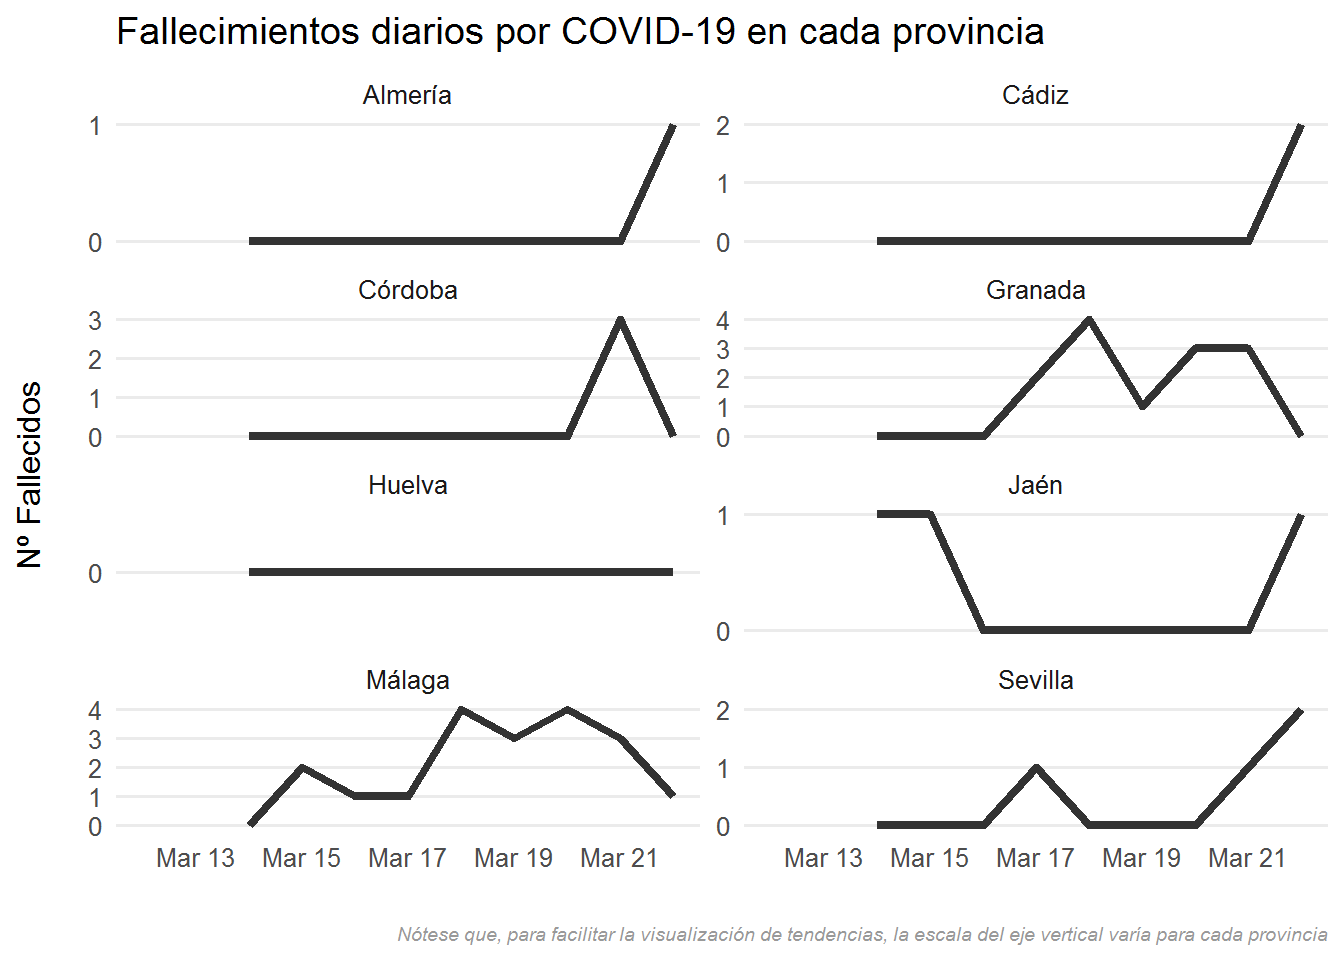 Fallecimientos diarios por COVID-19 en cada provincia
Nº Fallecidos
Almería
1
0
Cádiz
2
1
0
Córdoba
3
2
1
0
Granada
4
3
2
1
0
Huelva
0
Jaén
1
0
Málaga
4
3
2
1
0
Sevilla
2
1
0
Mar 13 Mar 15 Mar 17 Mar 19 Mar 21
Mar 13 Mar 15 Mar 17 Mar 19 Mar 21
Nótese que, para facilitar la visualización de tendencias, la escala del eje vertical varía para cada provincia